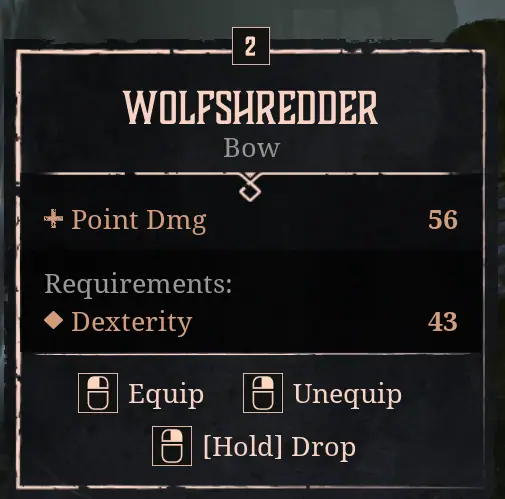 2
WOLFSHREDDER
Bow
Point Dmg 56
Requirements:
Dexterity 43
Equip Unequip
[Hold] Drop